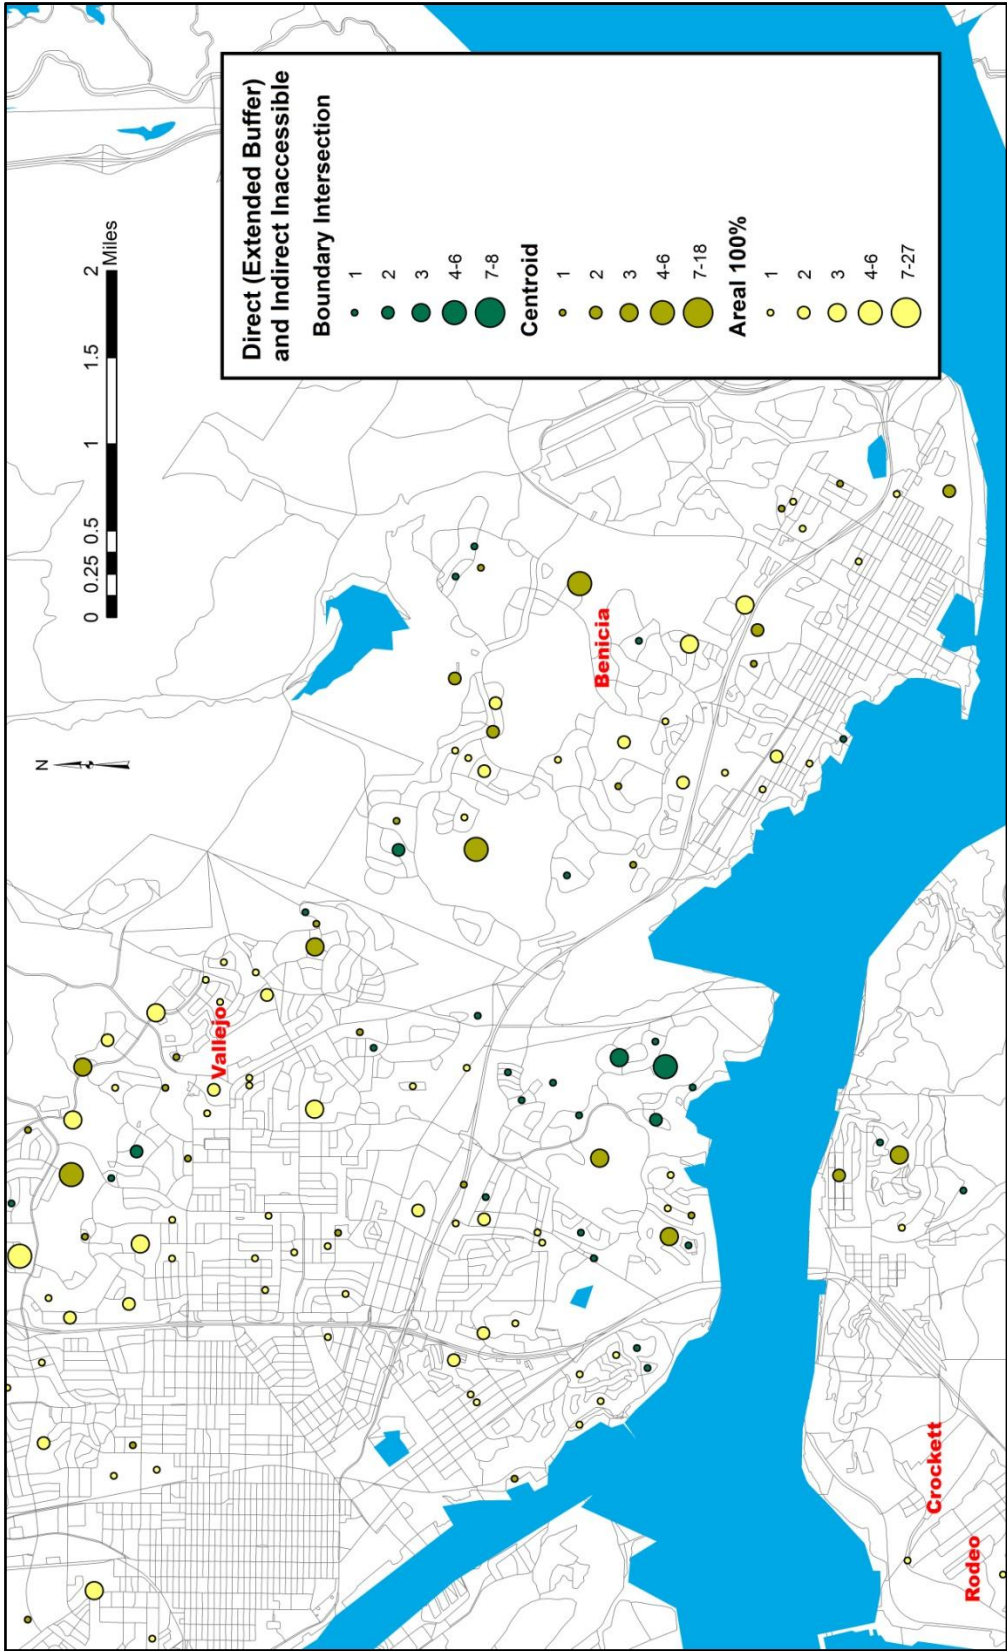 Direct (Extended Buffer)
and Indirect Inaccessible
Boundary Intersection
1
2
3
4-6
7-8
Centroid
1
2
3
4-6
7-18
Areal 100%
1
2
3
4-6
7-27
0 0.25 0.5 1 1.5 2
Miles
N
Vallejo
Benicia
Crockett
Rodeo